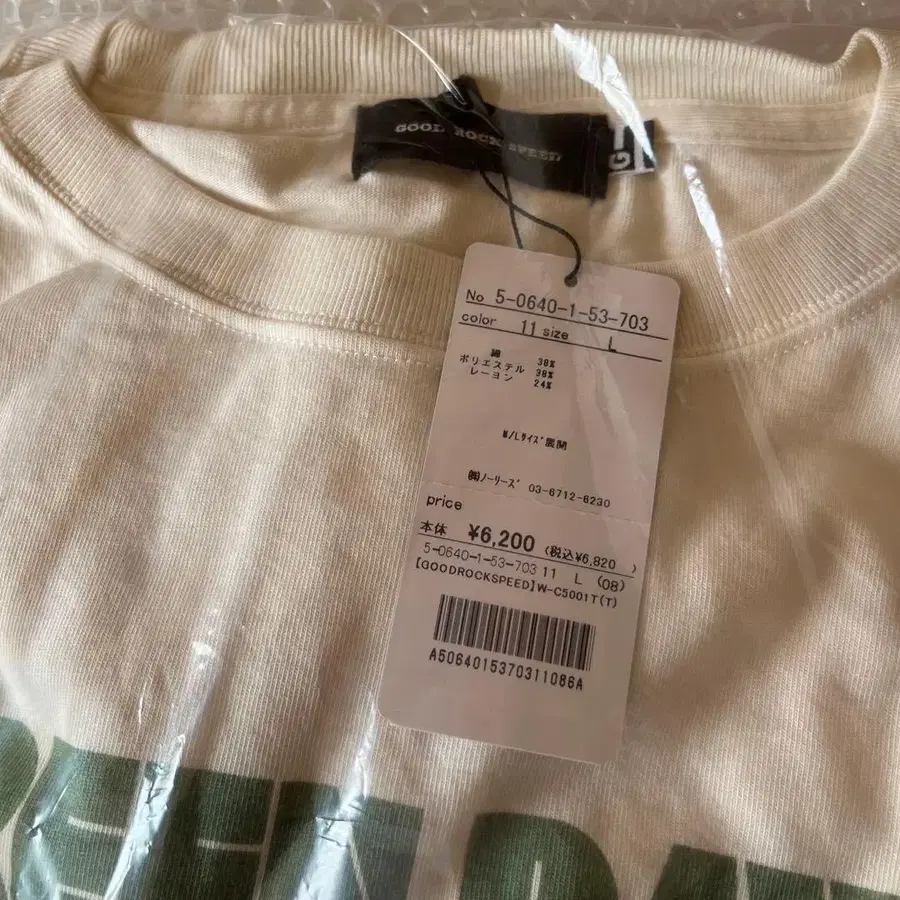 GOOD ROCK SPEED
No 5-0640-1-53-703
color 11 size L
綿 38%
ポリエステル 38%
レーヨン 24%
M/Lサイズ展開
㈱ノーリーズ 03-6712-6230
price
本体 ¥6,200 (税込¥6,820 )
5-0640-1-53-703 11 L (08)
【GOODROCKSPEED】W-C5001T(T)
A5064015370311086A